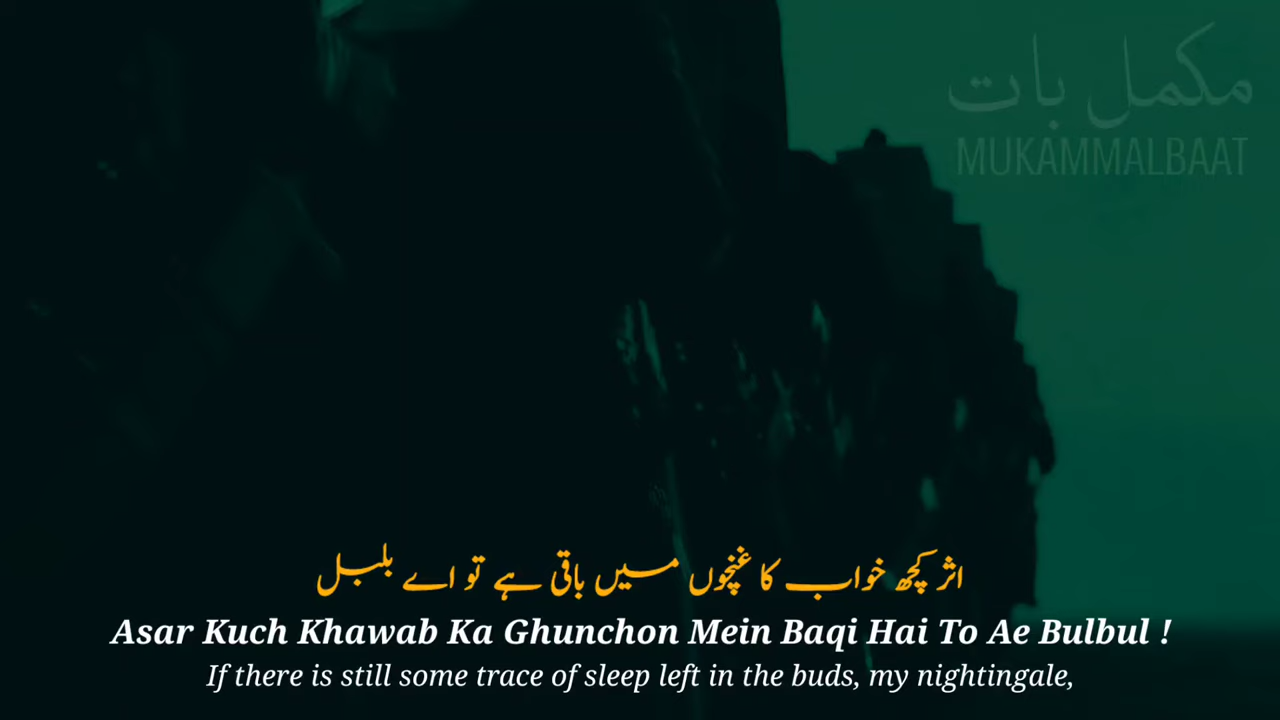 مکمل بات
MUKAMMALBAAT
اثر کچھ خواب کا غنچوں میں باقی ہے تو اے بلبل
Asar Kuch Khawab Ka Ghunchon Mein Baqi Hai To Ae Bulbul !
If there is still some trace of sleep left in the buds, my nightingale,